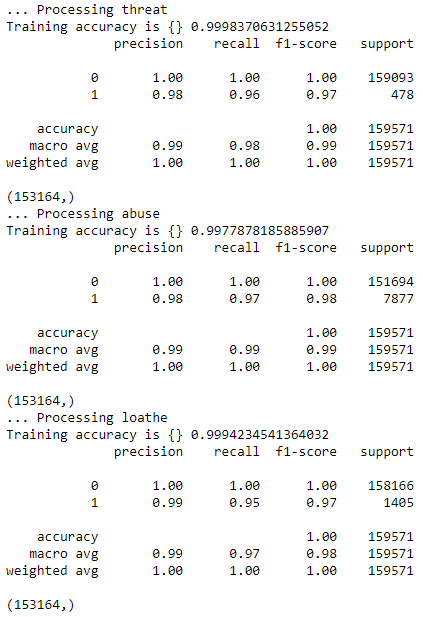 ... Processing threat
Training accuracy is {} 0.9998370631255052
precision recall f1-score support
0 1.00 1.00 1.00 159093
1 0.98 0.96 0.97 478
accuracy 1.00 159571
macro avg 0.99 0.98 0.99 159571
weighted avg 1.00 1.00 1.00 159571
(153164,)
... Processing abuse
Training accuracy is {} 0.9977878185885907
precision recall f1-score support
0 1.00 1.00 1.00 151694
1 0.98 0.97 0.98 7877
accuracy 1.00 159571
macro avg 0.99 0.99 0.99 159571
weighted avg 1.00 1.00 1.00 159571
(153164,)
... Processing loathe
Training accuracy is {} 0.9994234541364032
precision recall f1-score support
0 1.00 1.00 1.00 158166
1 0.99 0.95 0.97 1405
accuracy 1.00 159571
macro avg 0.99 0.97 0.98 159571
weighted avg 1.00 1.00 1.00 159571
(153164,)